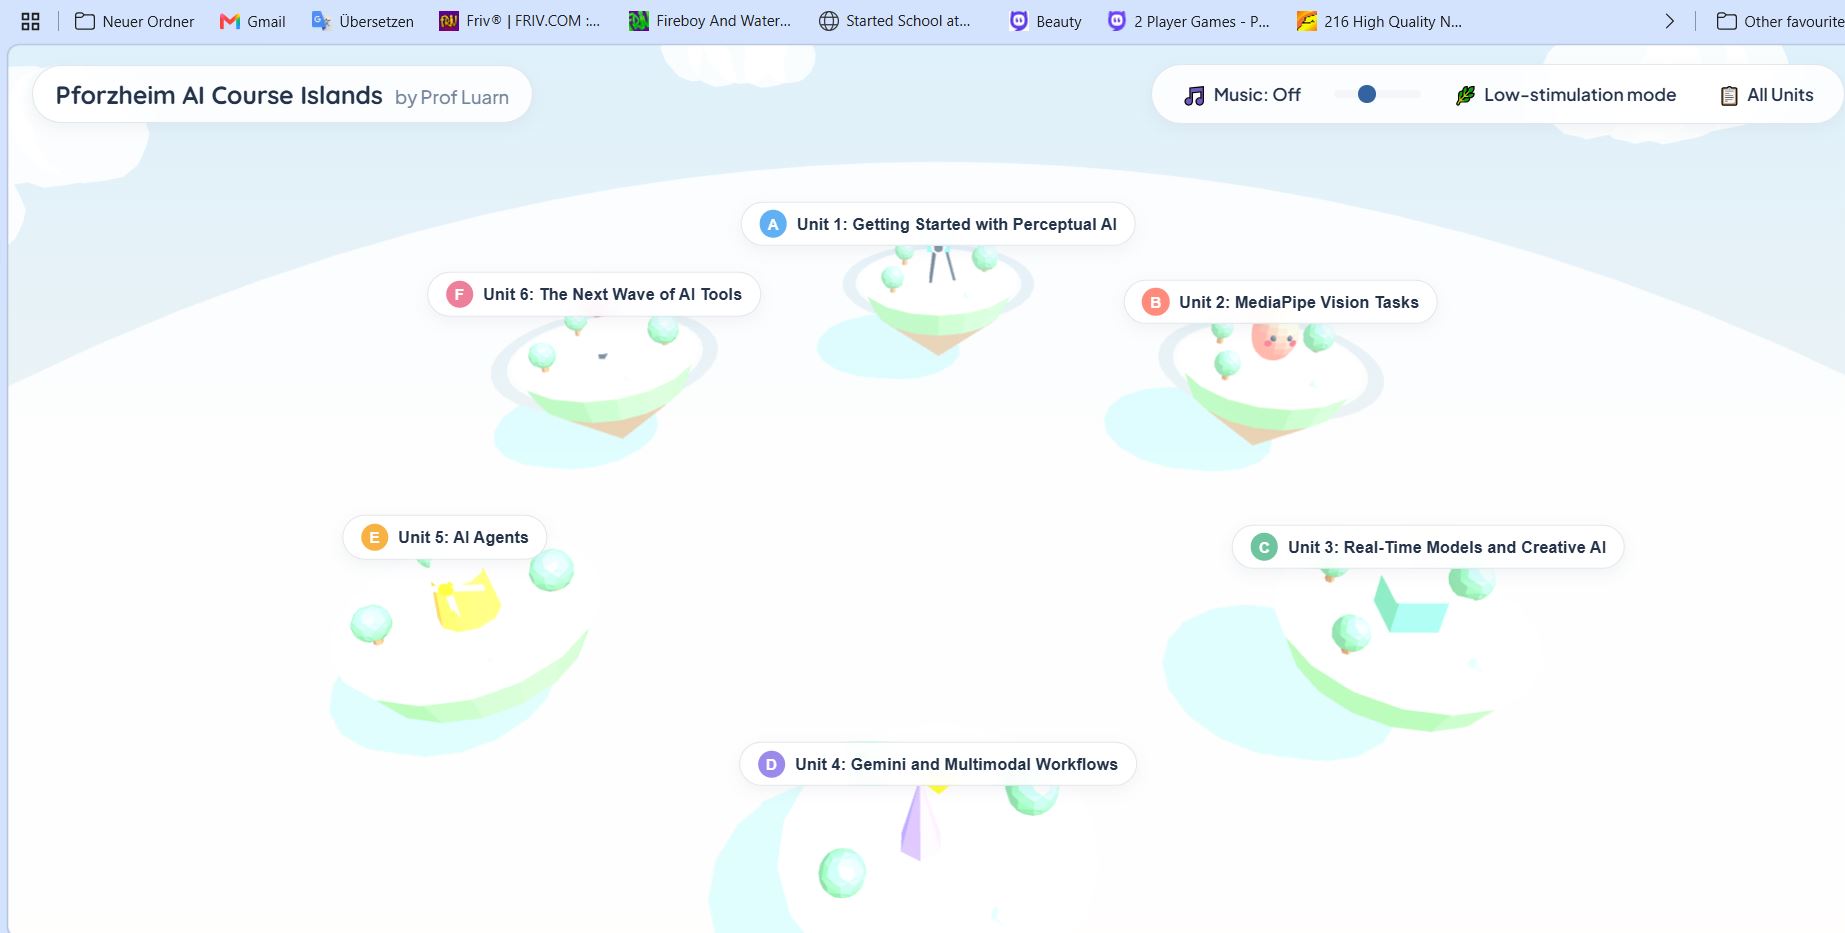 Neuer Ordner
Gmail
Übersetzen
Friv® | FRIV.COM :...
Fireboy And Water...
Started School at...
Beauty
2 Player Games - P...
216 High Quality N...
Other favourite
Pforzheim AI Course Islands by Prof Luarn
Music: Off
Low-stimulation mode
All Units
A Unit 1: Getting Started with Perceptual AI
F Unit 6: The Next Wave of AI Tools
B Unit 2: MediaPipe Vision Tasks
E Unit 5: AI Agents
C Unit 3: Real-Time Models and Creative AI
D Unit 4: Gemini and Multimodal Workflows